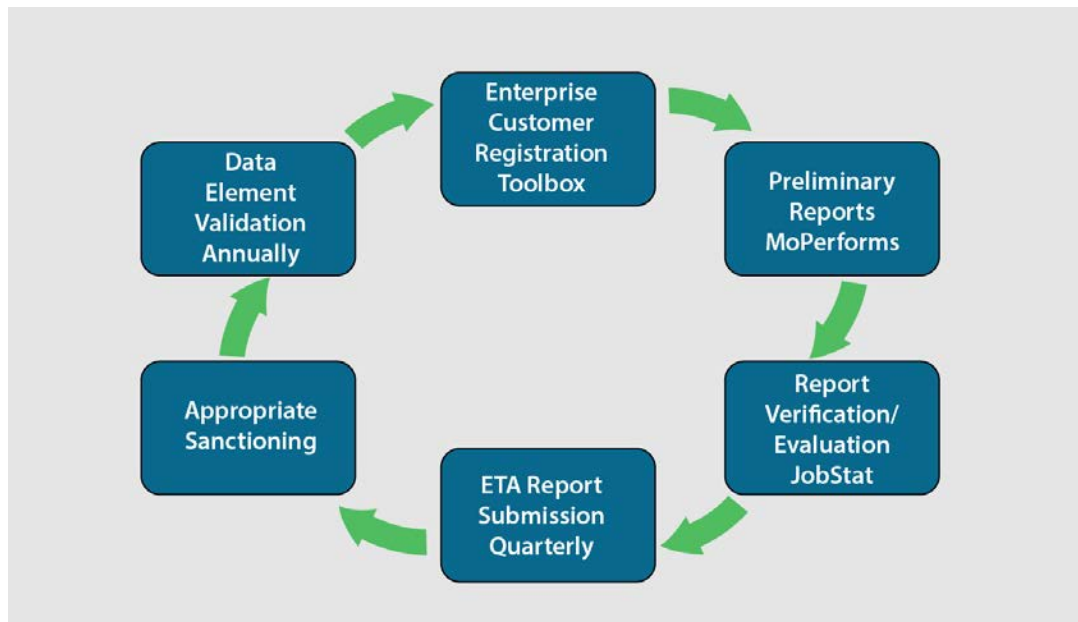 Enterprise
Customer
Registration
Toolbox
Preliminary
Reports
MoPerforms
Report
Verification/
Evaluation
JobStat
ETA Report
Submission
Quarterly
Appropriate
Sanctioning
Data
Element
Validation
Annually